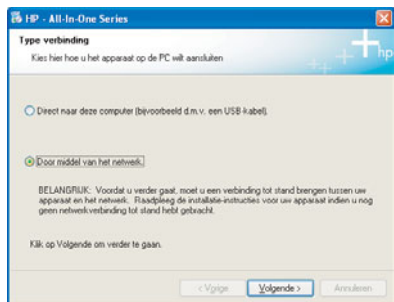 HP - All-In-One Series
Type verbinding
Kies hier hoe u het apparaat op de PC wilt aansluiten
hp
Direct naar deze computer (bijvoorbeeld d.m.v. een USB-kabel).
Door middel van het netwerk.
BELANGRIJK: Voordat u verder gaat, moet u een verbinding tot stand brengen tussen uw
apparaat en het netwerk. Raadpleeg de installatie-instructies voor uw apparaat indien u nog
geen netwerkverbinding tot stand hebt gebracht.
Klik op Volgende om verder te gaan.
< Vorige Volgende > Annuleren